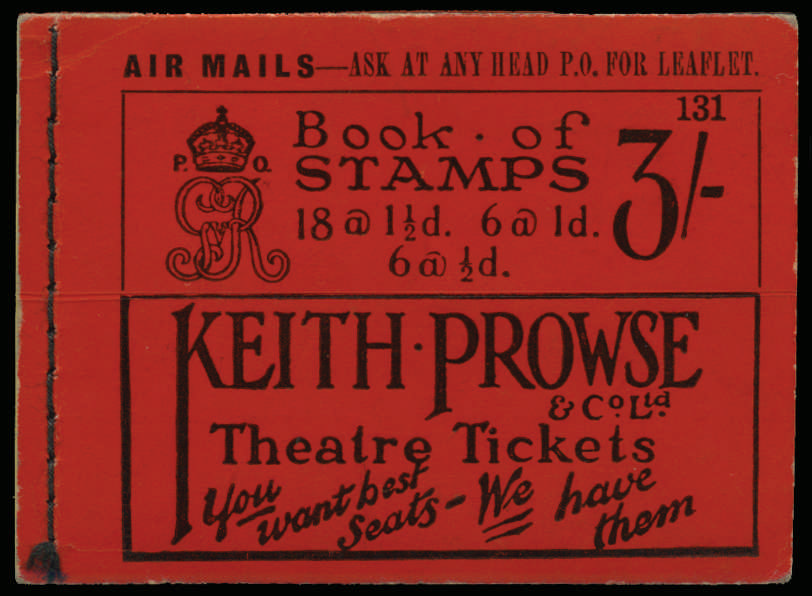 AIR MAILS—ASK AT ANY HEAD P.O. FOR LEAFLET.
131
P. O.
GR
Book · of
STAMPS
3/-
18 @ 1½d. 6 @ 1d.
6 @ ½d.
KEITH · PROWSE
& Co. Ltd.
Theatre Tickets
You want best Seats – We have them